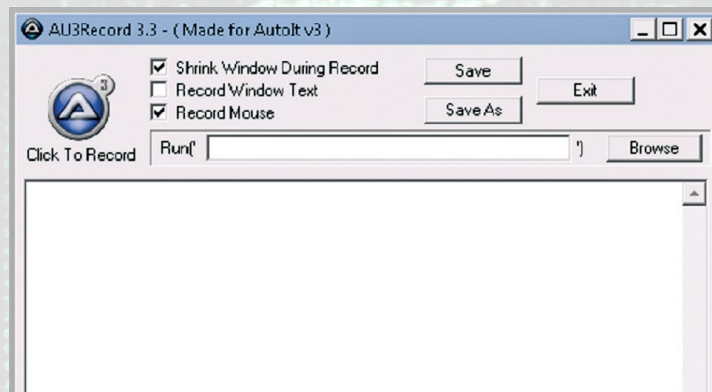 AU3Record 3.3 - ( Made for AutoIt v3 )
Shrink Window During Record
Record Window Text
Record Mouse
Save
Save As
Exit
3
Click To Record
Run(' ') Browse